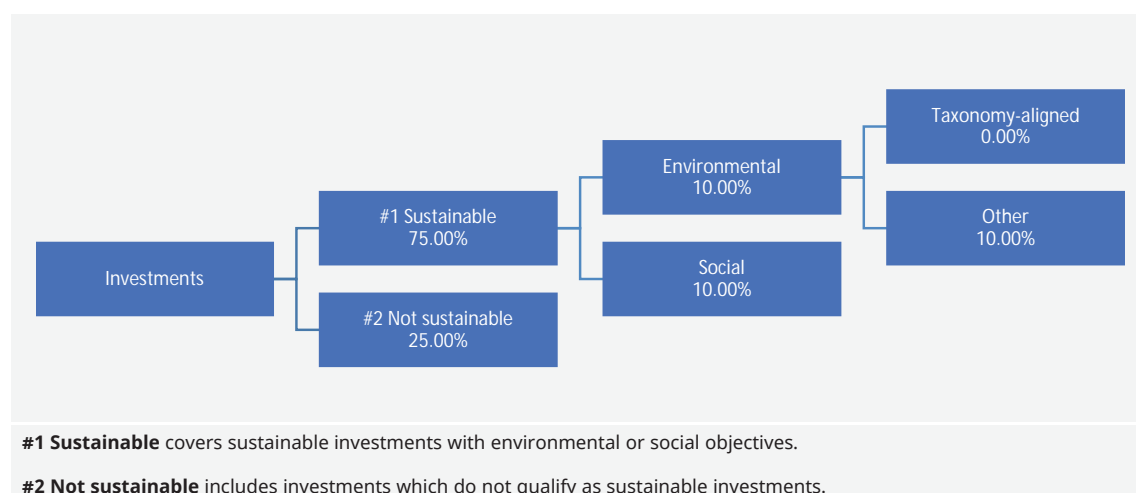 Taxonomy-aligned
0.00%
Environmental
10.00%
#1 Sustainable
75.00%
Other
10.00%
Investments
Social
10.00%
#2 Not sustainable
25.00%
#1 Sustainable covers sustainable investments with environmental or social objectives.
#2 Not sustainable includes investments which do not qualify as sustainable investments.